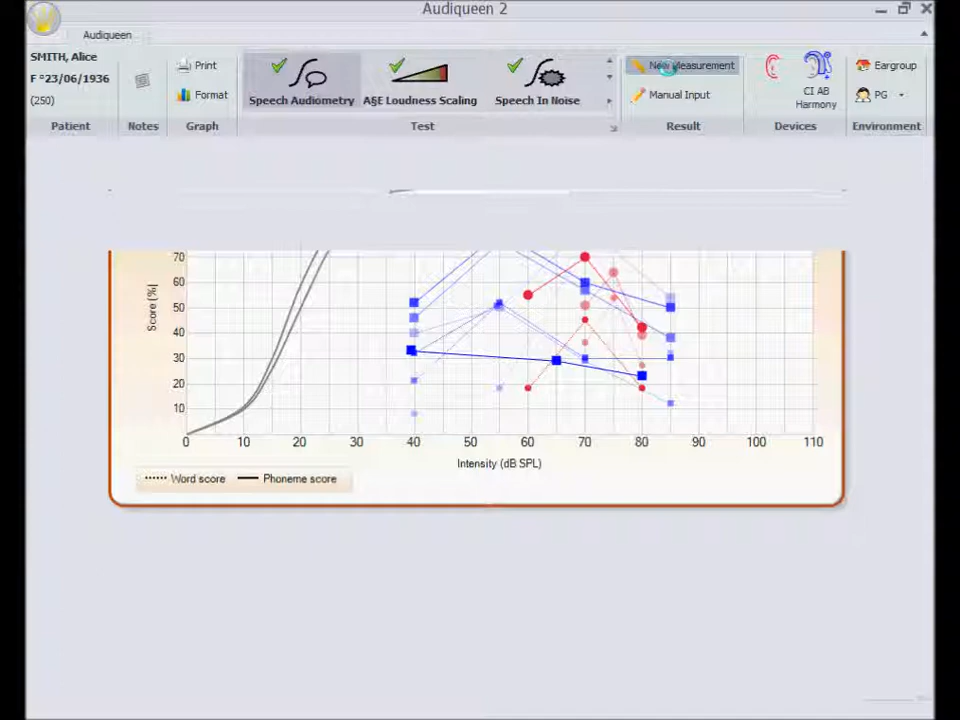 Audiqueen 2
Audiqueen
SMITH, Alice
F °23/06/1936
(250)
Patient
Notes
Print
Format
Graph
Speech Audiometry
A§E Loudness Scaling
Speech In Noise
Test
New Measurement
Manual Input
Result
CI AB
Harmony
Devices
Eargroup
PG
Environment
70
60
50
40
30
20
10
Score (%)
0 10 20 30 40 50 60 70 80 90 100 110
Intensity (dB SPL)
Word score Phoneme score